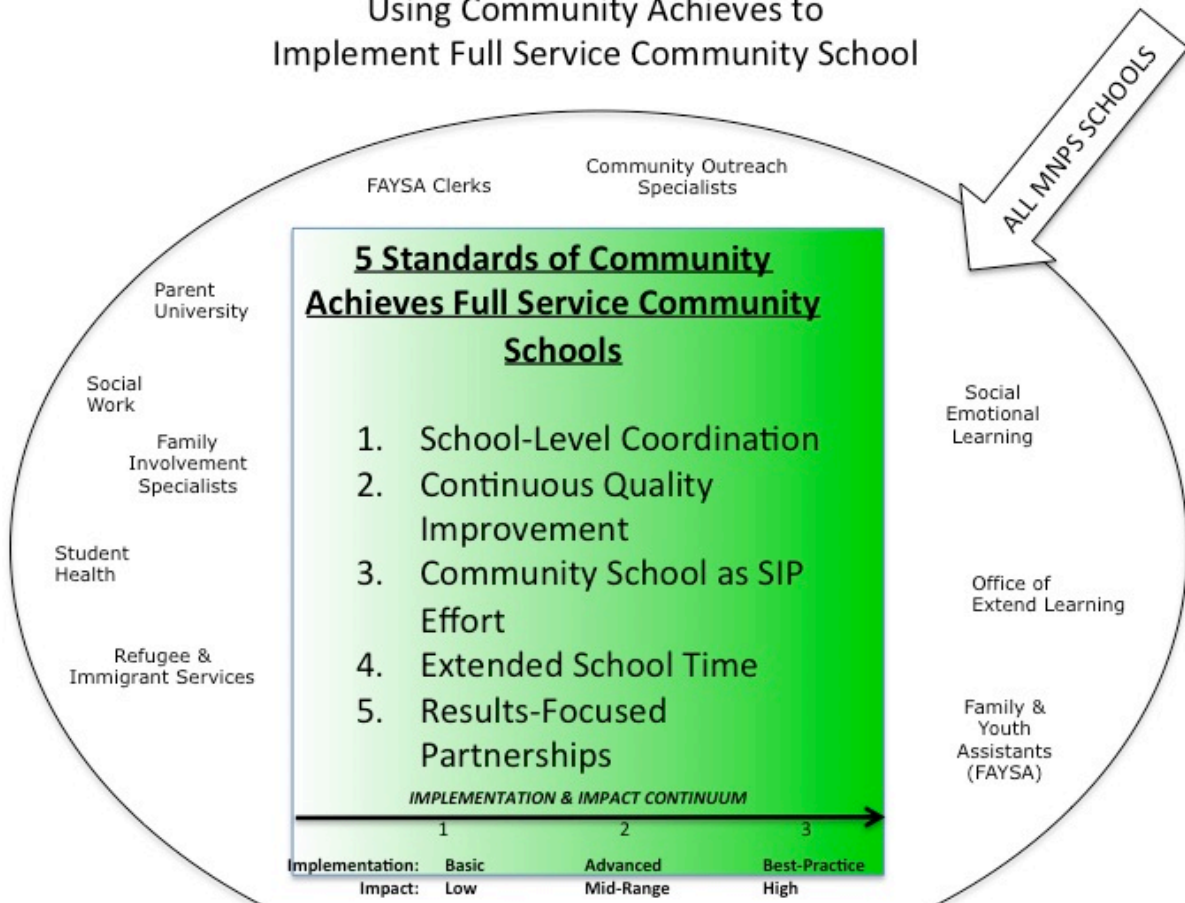 Using Community Achieves to
Implement Full Service Community School
ALL MNPS SCHOOLS
FAYSA Clerks
Community Outreach
Specialists
Parent
University
Social
Work
Family
Involvement
Specialists
Student
Health
Refugee &
Immigrant Services
5 Standards of Community
Achieves Full Service Community
Schools
1. School-Level Coordination
2. Continuous Quality
Improvement
3. Community School as SIP
Effort
4. Extended School Time
5. Results-Focused
Partnerships
IMPLEMENTATION & IMPACT CONTINUUM
1 2 3
Implementation: Basic Advanced Best-Practice
Impact: Low Mid-Range High
Social
Emotional
Learning
Office of
Extend Learning
Family &
Youth
Assistants
(FAYSA)